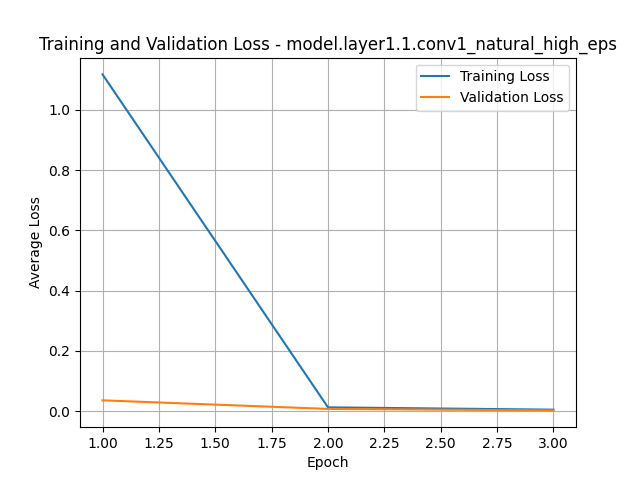 Training and Validation Loss - model.layer1.1.conv1_natural_high_eps
Training Loss
Validation Loss
Average Loss
1.0
0.8
0.6
0.4
0.2
0.0
1.00 1.25 1.50 1.75 2.00 2.25 2.50 2.75 3.00
Epoch